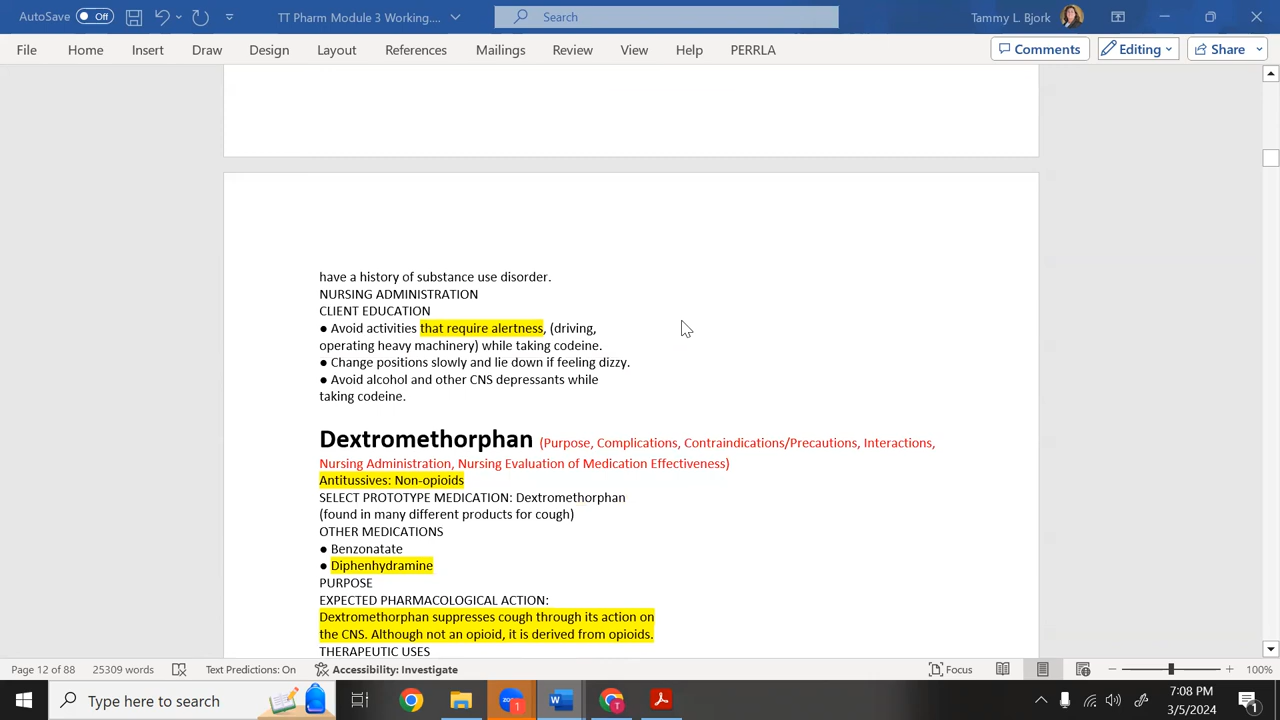 AutoSave Off TT Pharm Module 3 Working.... Search Tammy L. Bjork
File Home Insert Draw Design Layout References Mailings Review View Help PERRLA Comments Editing Share
have a history of substance use disorder.
NURSING ADMINISTRATION
CLIENT EDUCATION
● Avoid activities that require alertness, (driving,
operating heavy machinery) while taking codeine.
● Change positions slowly and lie down if feeling dizzy.
● Avoid alcohol and other CNS depressants while
taking codeine.
Dextromethorphan (Purpose, Complications, Contraindications/Precautions, Interactions,
Nursing Administration, Nursing Evaluation of Medication Effectiveness)
Antitussives: Non-opioids
SELECT PROTOTYPE MEDICATION: Dextromethorphan
(found in many different products for cough)
OTHER MEDICATIONS
● Benzonatate
● Diphenhydramine
PURPOSE
EXPECTED PHARMACOLOGICAL ACTION:
Dextromethorphan suppresses cough through its action on
the CNS. Although not an opioid, it is derived from opioids.
THERAPEUTIC USES
Page 12 of 88 25309 words Text Predictions: On Accessibility: Investigate Focus 100%
Type here to search 1 W T 7:08 PM
3/5/2024 1